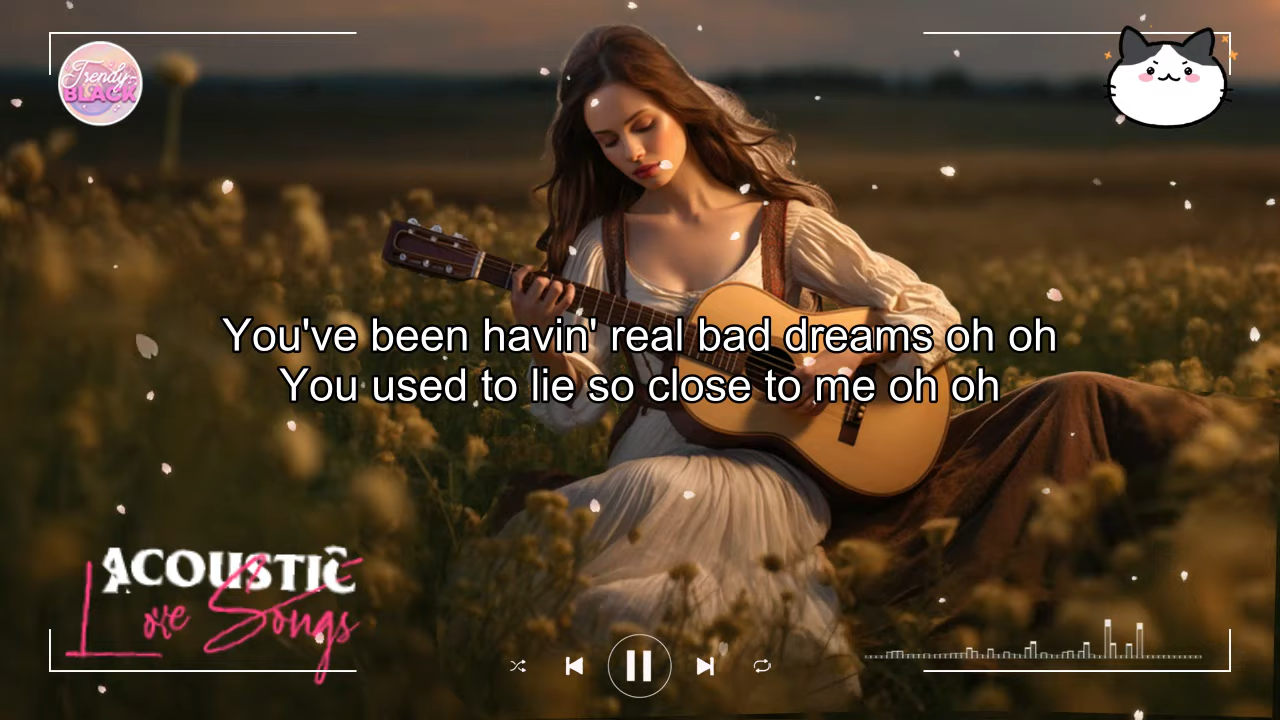 Trendy
BLACK
You've been havin' real bad dreams oh oh
You used to lie so close to me oh oh
ACOUSTIC
Love Songs